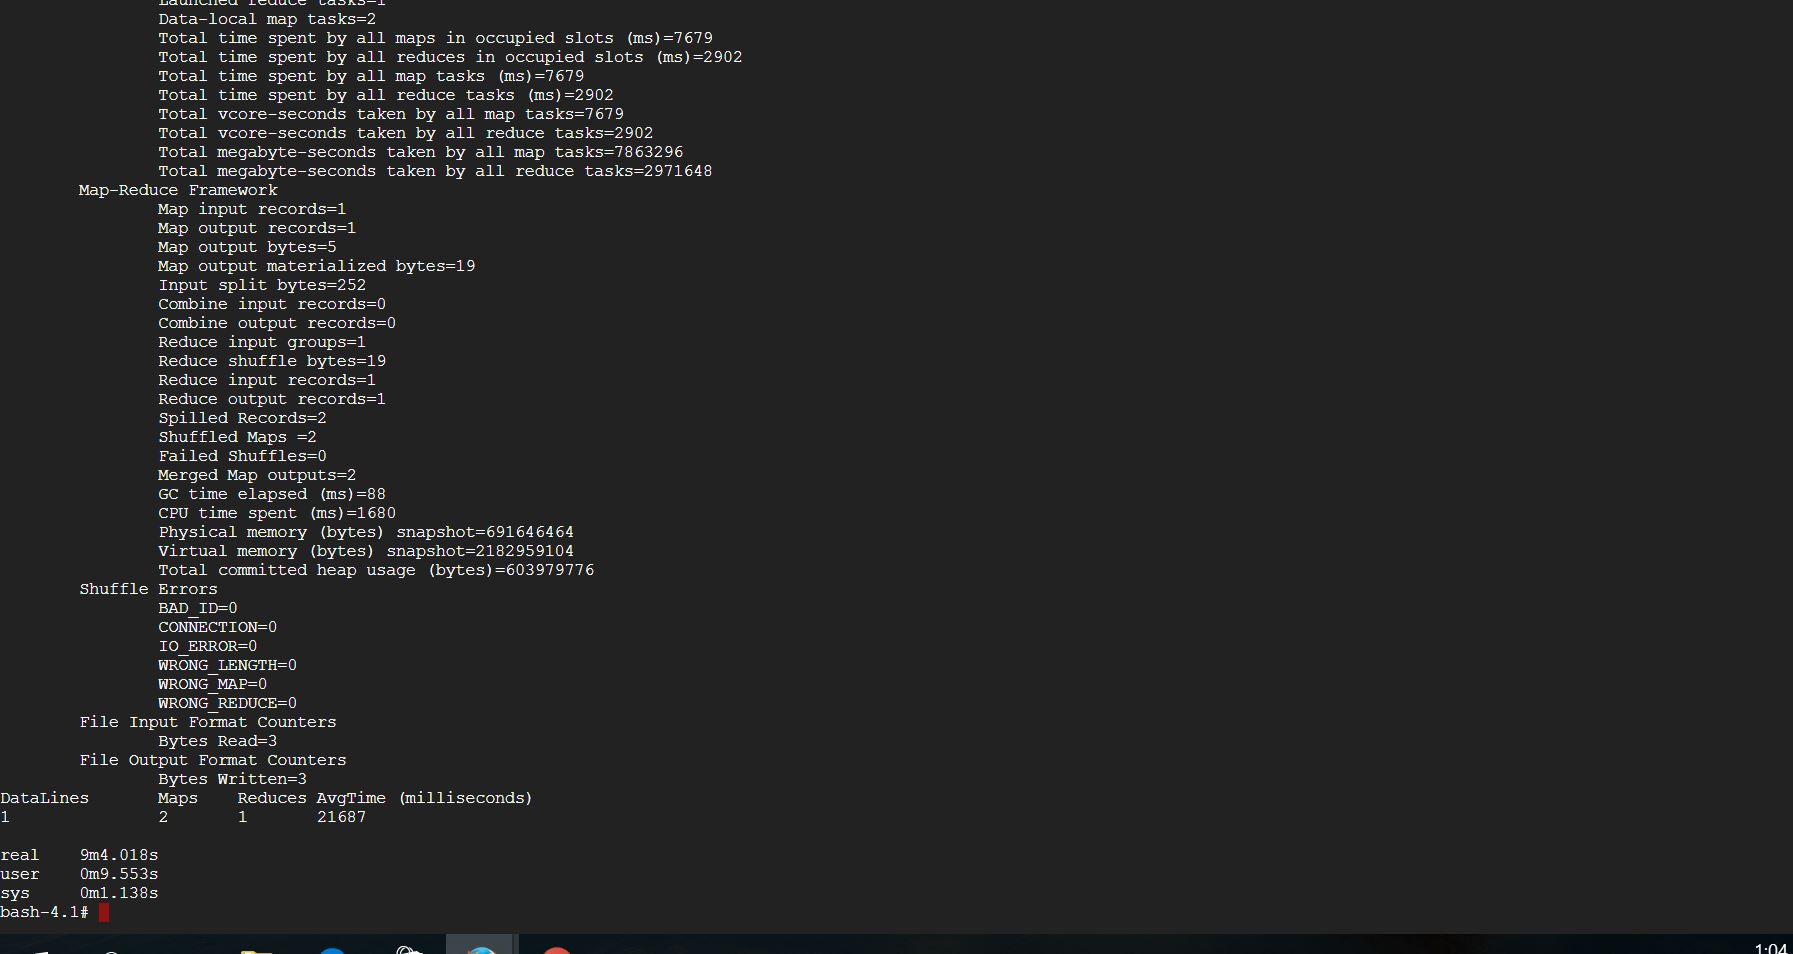 Launched reduce tasks=1
Data-local map tasks=2
Total time spent by all maps in occupied slots (ms)=7679
Total time spent by all reduces in occupied slots (ms)=2902
Total time spent by all map tasks (ms)=7679
Total time spent by all reduce tasks (ms)=2902
Total vcore-seconds taken by all map tasks=7679
Total vcore-seconds taken by all reduce tasks=2902
Total megabyte-seconds taken by all map tasks=7863296
Total megabyte-seconds taken by all reduce tasks=2971648
Map-Reduce Framework
Map input records=1
Map output records=1
Map output bytes=5
Map output materialized bytes=19
Input split bytes=252
Combine input records=0
Combine output records=0
Reduce input groups=1
Reduce shuffle bytes=19
Reduce input records=1
Reduce output records=1
Spilled Records=2
Shuffled Maps =2
Failed Shuffles=0
Merged Map outputs=2
GC time elapsed (ms)=88
CPU time spent (ms)=1680
Physical memory (bytes) snapshot=691646464
Virtual memory (bytes) snapshot=2182959104
Total committed heap usage (bytes)=603979776
Shuffle Errors
BAD_ID=0
CONNECTION=0
IO_ERROR=0
WRONG_LENGTH=0
WRONG_MAP=0
WRONG_REDUCE=0
File Input Format Counters
Bytes Read=3
File Output Format Counters
Bytes Written=3
DataLines Maps Reduces AvgTime (milliseconds)
1 2 1 21687
real 9m4.018s
user 0m9.553s
sys 0m1.138s
bash-4.1#
1:04